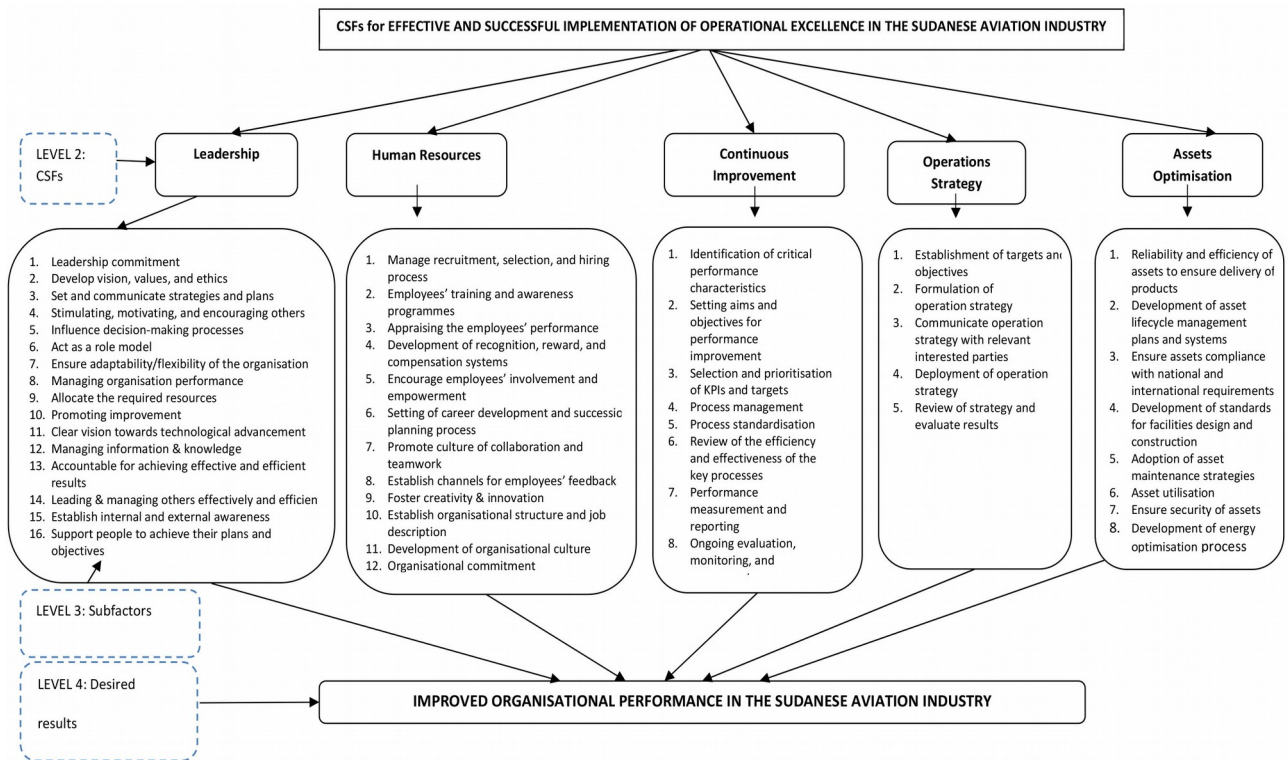 CSFs for EFFECTIVE AND SUCCESSFUL IMPLEMENTATION OF OPERATIONAL EXCELLENCE IN THE SUDANESE AVIATION INDUSTRY
LEVEL 2:
CSFs
Leadership
Human Resources
Continuous
Improvement
Operations
Strategy
Assets
Optimisation
1. Leadership commitment
2. Develop vision, values, and ethics
3. Set and communicate strategies and plans
4. Stimulating, motivating, and encouraging others
5. Influence decision-making processes
6. Act as a role model
7. Ensure adaptability/flexibility of the organisation
8. Managing organisation performance
9. Allocate the required resources
10. Promoting improvement
11. Clear vision towards technological advancement
12. Managing information & knowledge
13. Accountable for achieving effective and efficient
results
14. Leading & managing others effectively and efficien
15. Establish internal and external awareness
16. Support people to achieve their plans and
objectives
1. Manage recruitment, selection, and hiring
process
2. Employees' training and awareness
programmes
3. Appraising the employees' performance
4. Development of recognition, reward, and
compensation systems
5. Encourage employees' involvement and
empowerment
6. Setting of career development and successio
planning process
7. Promote culture of collaboration and
teamwork
8. Establish channels for employees' feedback
9. Foster creativity & innovation
10. Establish organisational structure and job
description
11. Development of organisational culture
12. Organisational commitment
1. Identification of critical
performance
characteristics
2. Setting aims and
objectives for
performance
improvement
3. Selection and prioritisation
of KPIs and targets
4. Process management
5. Process standardisation
6. Review of the efficiency
and effectiveness of the
key processes
7. Performance
measurement and
reporting
8. Ongoing evaluation,
monitoring, and
1. Establishment of targets and
objectives
2. Formulation of
operation strategy
3. Communicate operation
strategy with relevant
interested parties
4. Deployment of operation
strategy
5. Review of strategy and
evaluate results
1. Reliability and efficiency of
assets to ensure delivery of
products
2. Development of asset
lifecycle management
plans and systems
3. Ensure assets compliance
with national and
international requirements
4. Development of standards
for facilities design and
construction
5. Adoption of asset
maintenance strategies
6. Asset utilisation
7. Ensure security of assets
8. Development of energy
optimisation process
LEVEL 3: Subfactors
LEVEL 4: Desired
results
IMPROVED ORGANISATIONAL PERFORMANCE IN THE SUDANESE AVIATION INDUSTRY